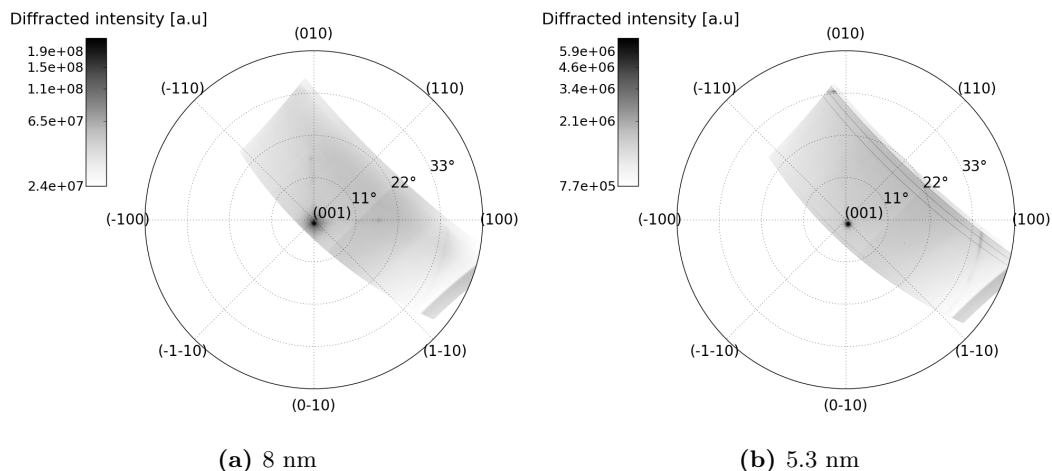 Diffracted intensity [a.u]
1.9e+08
1.5e+08
1.1e+08
6.5e+07
2.4e+07
(010)
(-110)
(110)
33°
22°
11°
(001)
(-100)
(100)
(-1-10)
(1-10)
(0-10)
(a) 8 nm
Diffracted intensity [a.u]
5.9e+06
4.6e+06
3.4e+06
2.1e+06
7.7e+05
(010)
(-110)
(110)
33°
22°
11°
(001)
(-100)
(100)
(-1-10)
(1-10)
(0-10)
(b) 5.3 nm